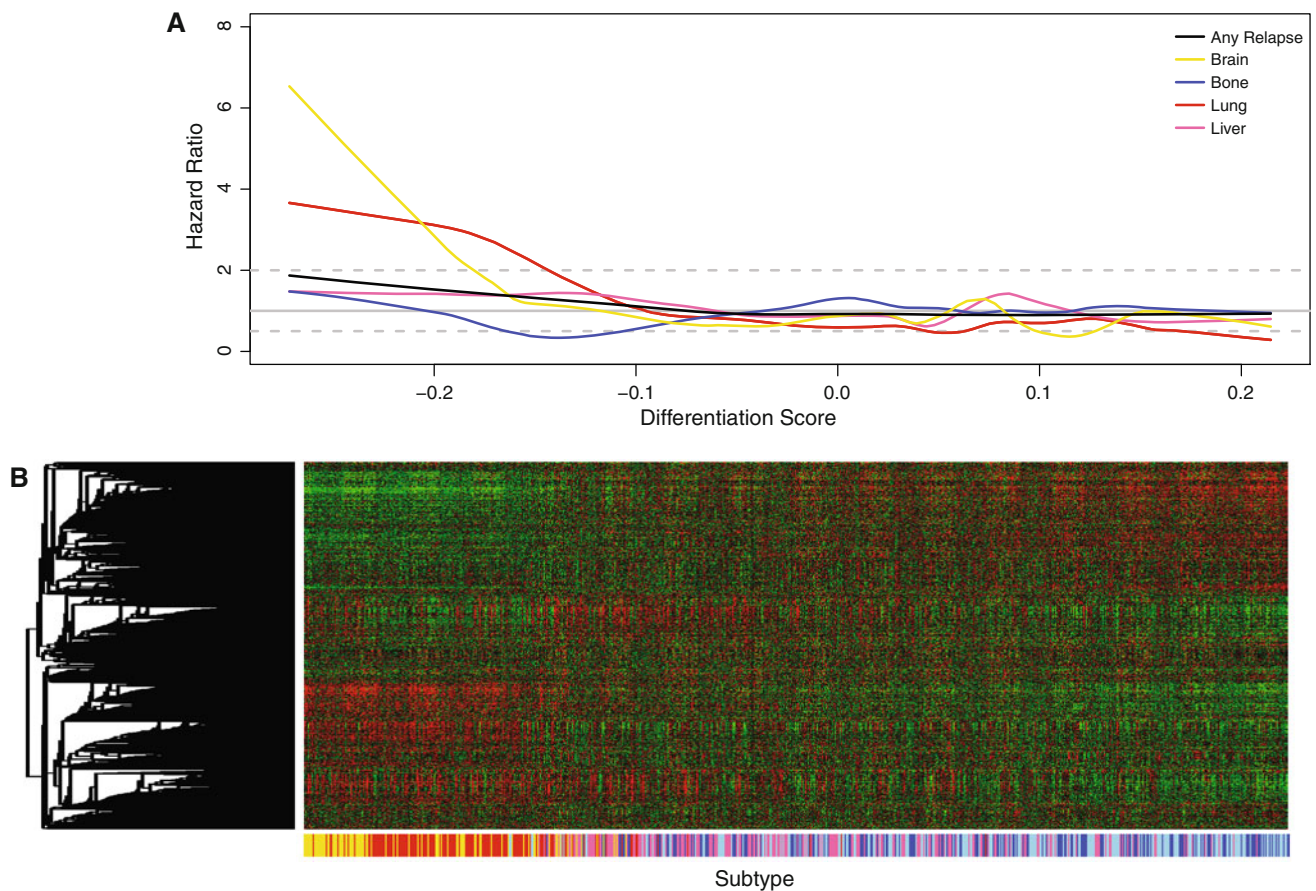 A
8
6
4
2
0
Hazard Ratio
Any Relapse
Brain
Bone
Lung
Liver
−0.2
−0.1
0.0
0.1
0.2
Differentiation Score
B
Subtype